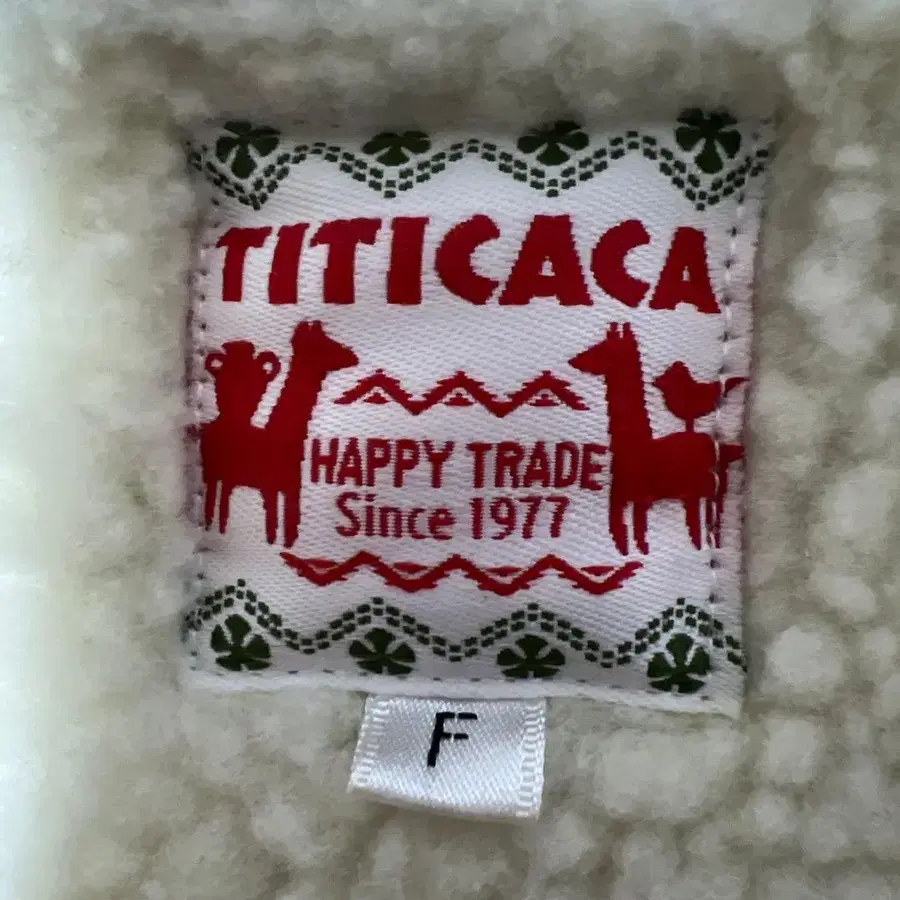 TITICACA
HAPPY TRADE
Since 1977
F